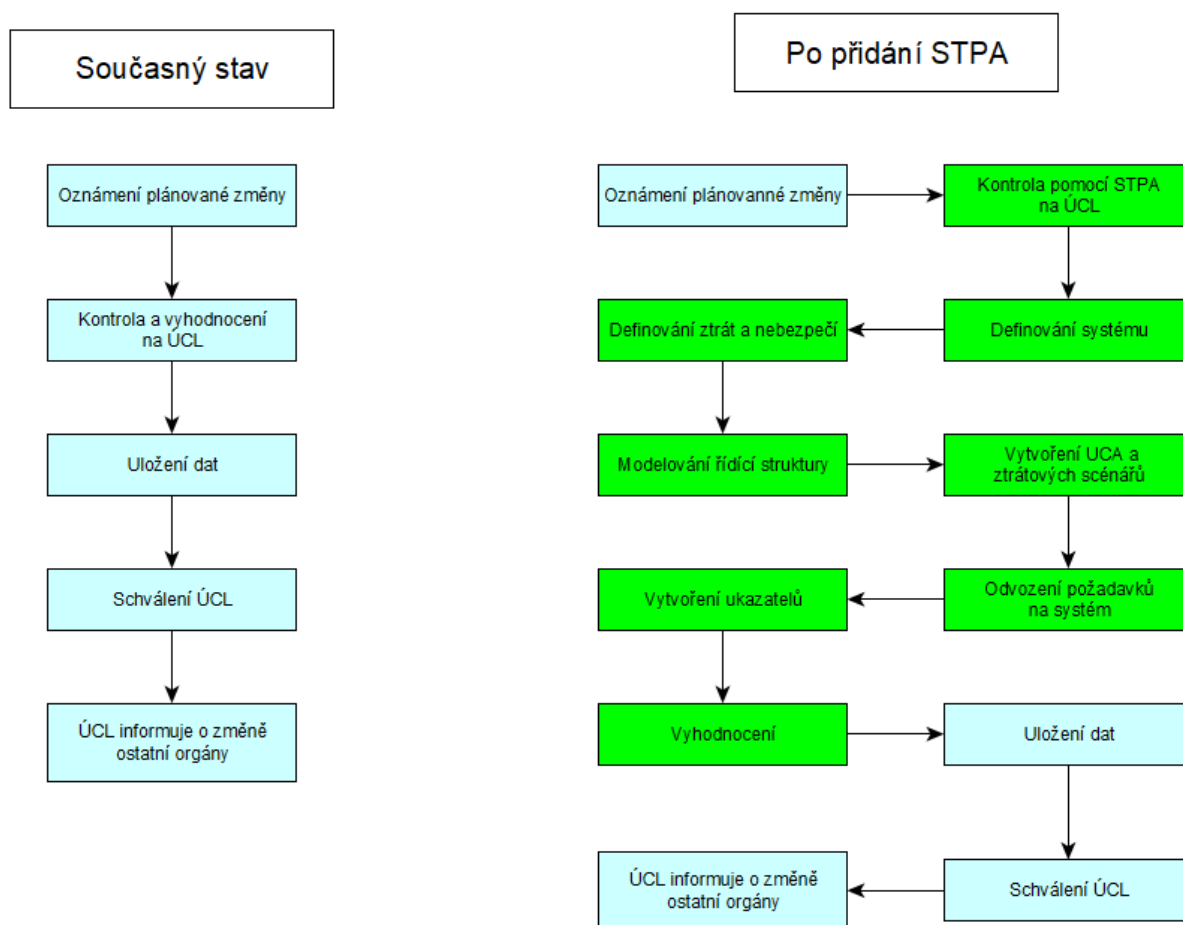 Současný stav
Oznámení plánované změny
Kontrola a vyhodnocení
na ÚCL
Uložení dat
Schválení ÚCL
ÚCL informuje o změně
ostatní orgány
Po přidání STPA
Oznámení plánovanné změny
Kontrola pomocí STPA
na ÚCL
Definování systému
Definování ztrát a nebezpečí
Modelování řídící struktury
Vytvoření UCA a
ztrátových scénářů
Odvození požadavků
na systém
Vytvoření ukazatelů
Vyhodnocení
Uložení dat
Schválení ÚCL
ÚCL informuje o změně
ostatní orgány